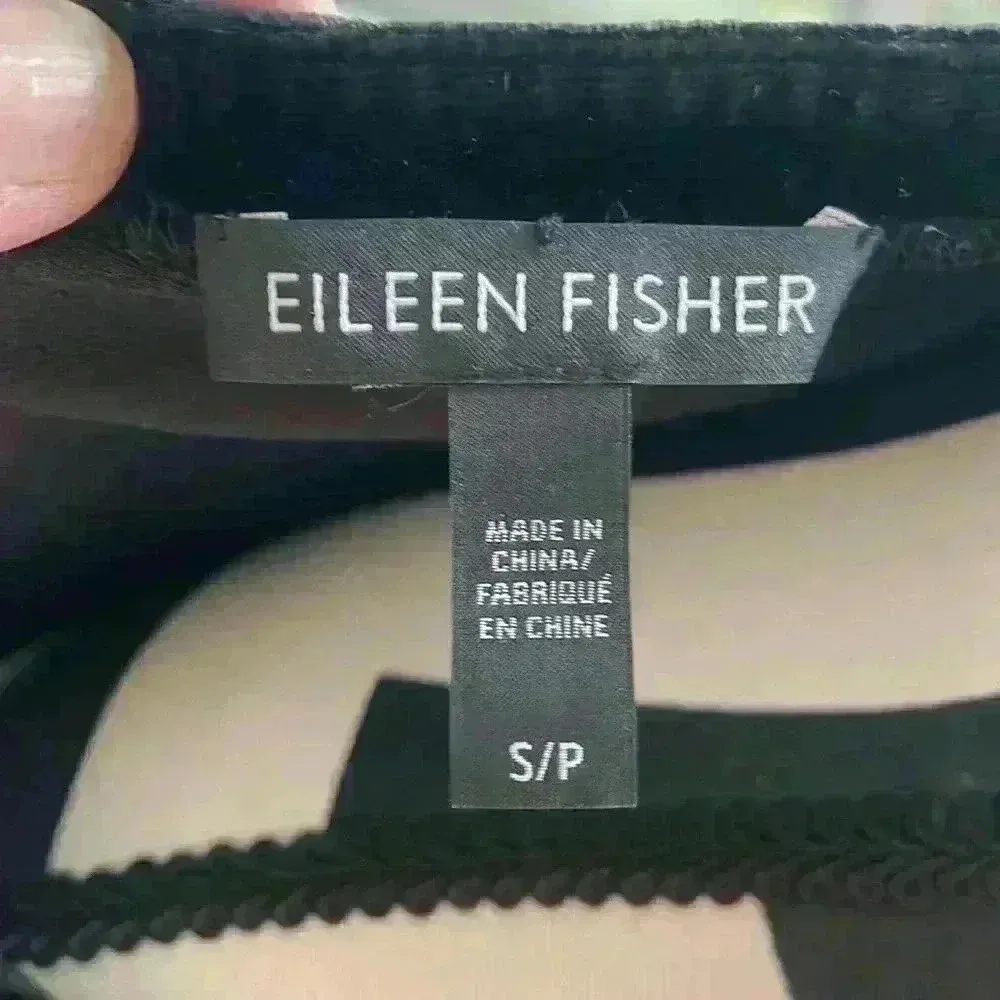 EILEEN FISHER
MADE IN
CHINA/
FABRIQUÉ
EN CHINE
S/P